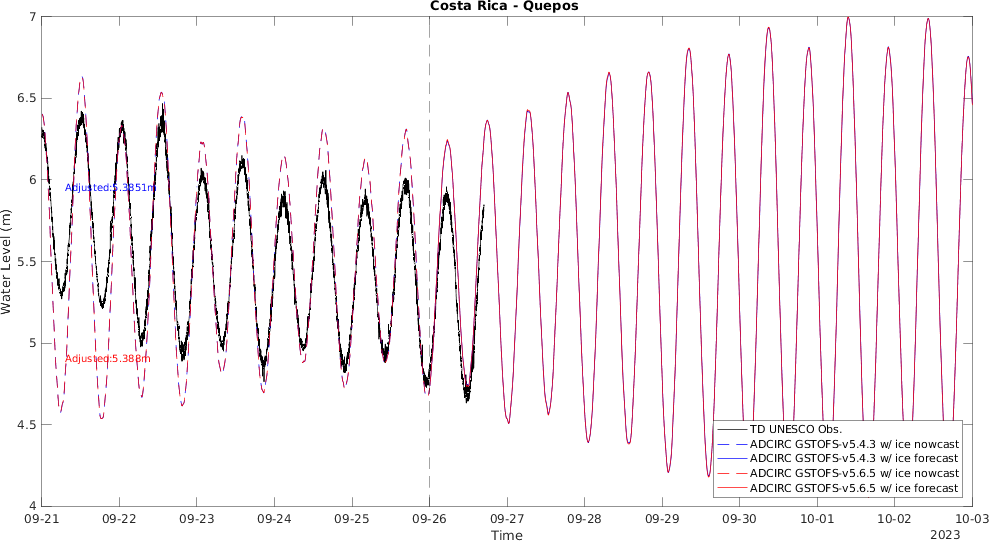 Costa Rica - Quepos
7
6.5
6
5.5
5
4.5
4
Water Level (m)
Adjusted:5.3851m
Adjusted:5.388m
TD UNESCO Obs.
ADCIRC GSTOFS-v5.4.3 w/ ice nowcast
ADCIRC GSTOFS-v5.4.3 w/ ice forecast
ADCIRC GSTOFS-v5.6.5 w/ ice nowcast
ADCIRC GSTOFS-v5.6.5 w/ ice forecast
09-21 09-22 09-23 09-24 09-25 09-26 09-27 09-28 09-29 09-30 10-01 10-02 10-03
2023
Time